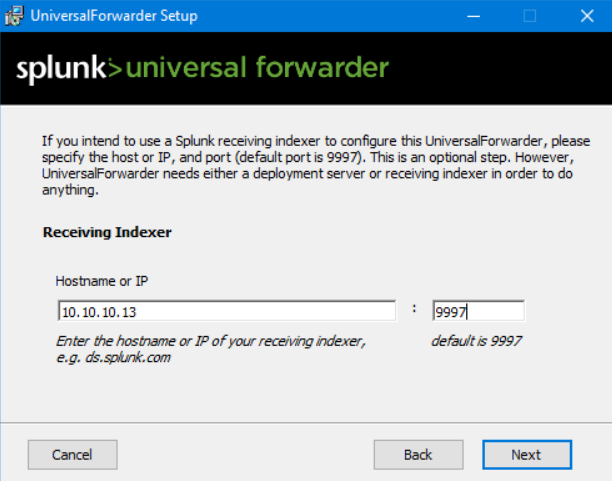 UniversalForwarder Setup
splunk>universal forwarder
If you intend to use a Splunk receiving indexer to configure this UniversalForwarder, please
specify the host or IP, and port (default port is 9997). This is an optional step. However,
UniversalForwarder needs either a deployment server or receiving indexer in order to do
anything.
Receiving Indexer
Hostname or IP
10.10.10.13 : 9997
Enter the hostname or IP of your receiving indexer, default is 9997
e.g. ds.splunk.com
Cancel Back Next